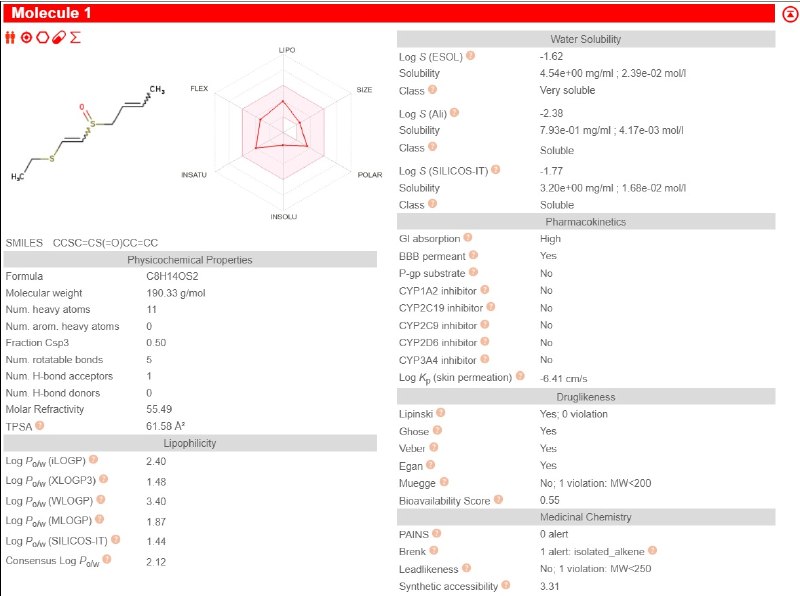 Molecule 1
LIPO
FLEX
SIZE
INSATU
POLAR
INSOLU
CH3
O
S
S
H3C
SMILES CCSC=CS(=O)CC=CC
Physicochemical Properties
Formula C8H14OS2
Molecular weight 190.33 g/mol
Num. heavy atoms 11
Num. arom. heavy atoms 0
Fraction Csp3 0.50
Num. rotatable bonds 5
Num. H-bond acceptors 1
Num. H-bond donors 0
Molar Refractivity 55.49
TPSA ? 61.58 Å²
Lipophilicity
Log Po/w (iLOGP) ? 2.40
Log Po/w (XLOGP3) ? 1.48
Log Po/w (WLOGP) ? 3.40
Log Po/w (MLOGP) ? 1.87
Log Po/w (SILICOS-IT) ? 1.44
Consensus Log Po/w ? 2.12
Water Solubility
Log S (ESOL) ? -1.62
Solubility 4.54e+00 mg/ml ; 2.39e-02 mol/l
Class ? Very soluble
Log S (Ali) ? -2.38
Solubility 7.93e-01 mg/ml ; 4.17e-03 mol/l
Class ? Soluble
Log S (SILICOS-IT) ? -1.77
Solubility 3.20e+00 mg/ml ; 1.68e-02 mol/l
Class ? Soluble
Pharmacokinetics
GI absorption ? High
BBB permeant ? Yes
P-gp substrate ? No
CYP1A2 inhibitor ? No
CYP2C19 inhibitor ? No
CYP2C9 inhibitor ? No
CYP2D6 inhibitor ? No
CYP3A4 inhibitor ? No
Log Kp (skin permeation) ? -6.41 cm/s
Druglikeness
Lipinski ? Yes; 0 violation
Ghose ? Yes
Veber ? Yes
Egan ? Yes
Muegge ? No; 1 violation: MW<200
Bioavailability Score ? 0.55
Medicinal Chemistry
PAINS ? 0 alert
Brenk ? 1 alert: isolated_alkene ?
Leadlikeness ? No; 1 violation: MW<250
Synthetic accessibility ? 3.31